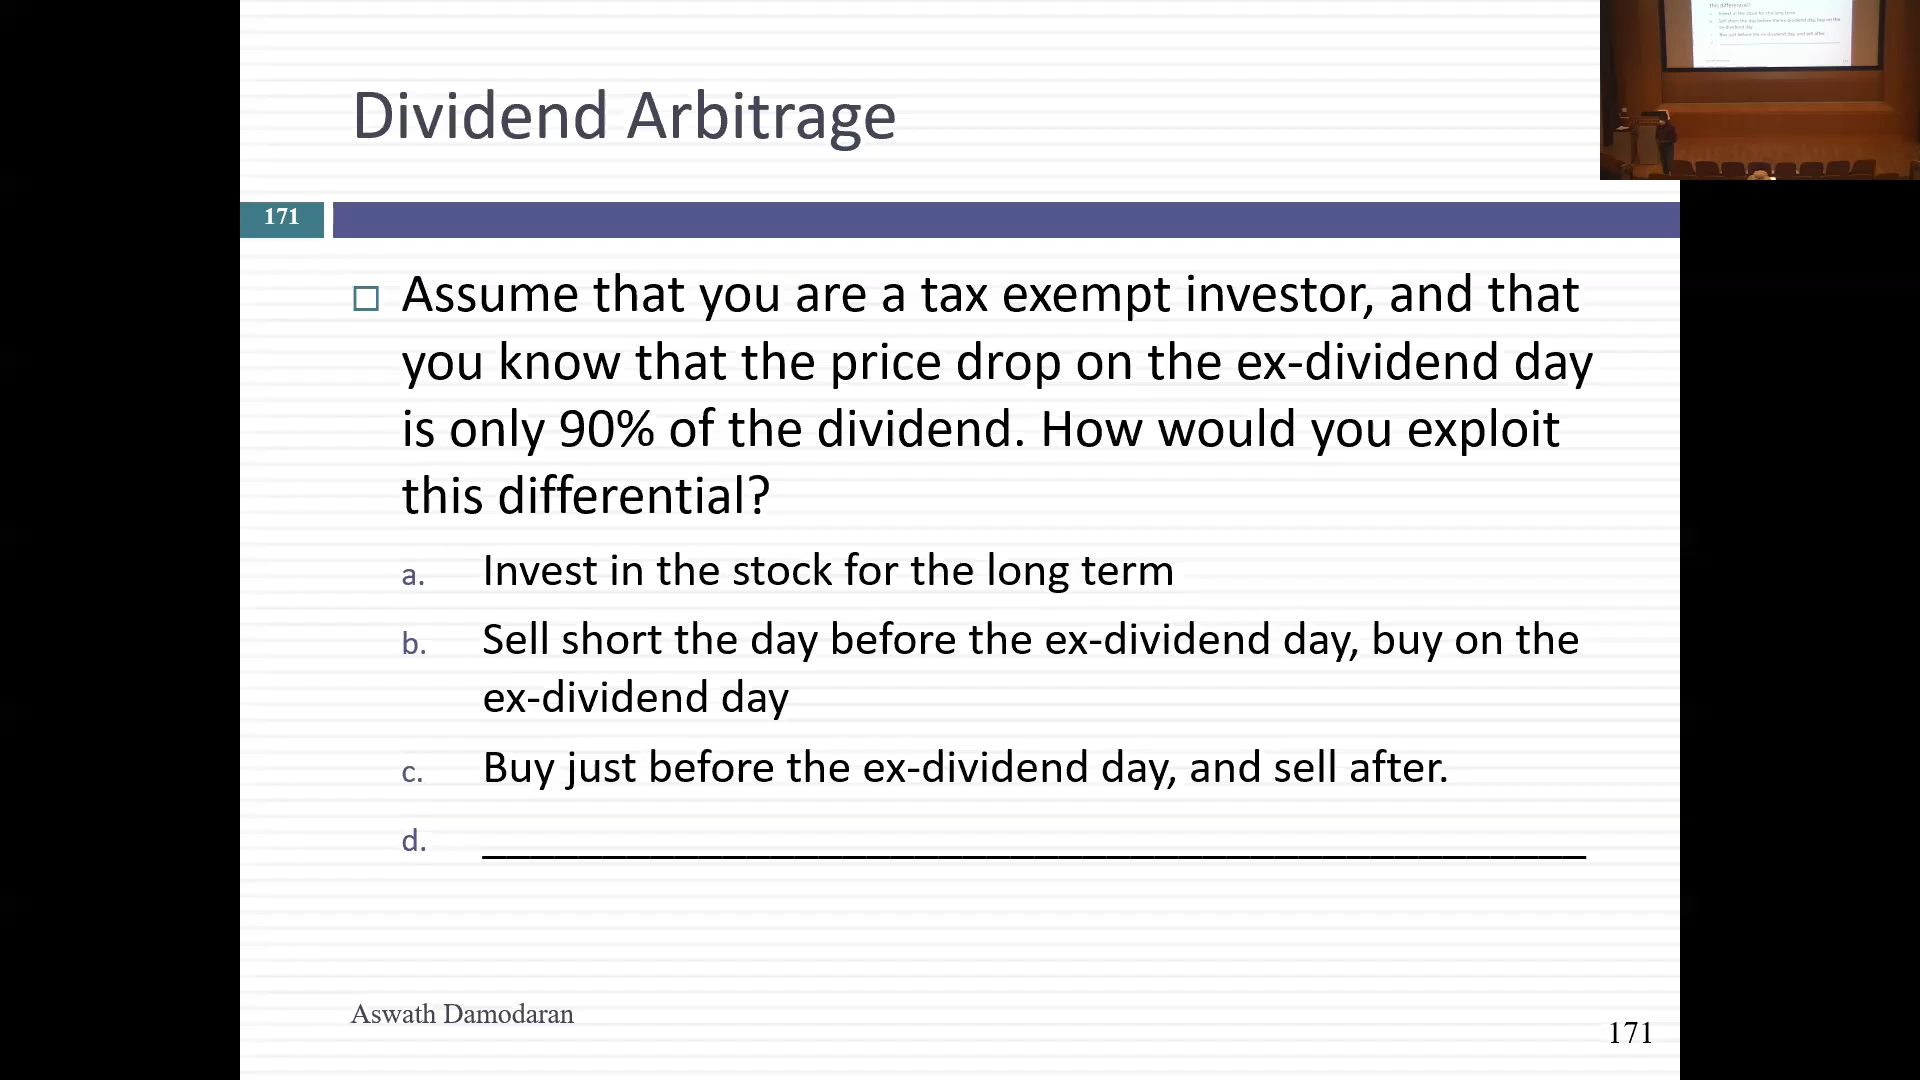 Dividend Arbitrage
171
Assume that you are a tax exempt investor, and that
you know that the price drop on the ex-dividend day
is only 90% of the dividend. How would you exploit
this differential?
a. Invest in the stock for the long term
b. Sell short the day before the ex-dividend day, buy on the
ex-dividend day
c. Buy just before the ex-dividend day, and sell after.
d. ______________________________________________
Aswath Damodaran
171
this differential?